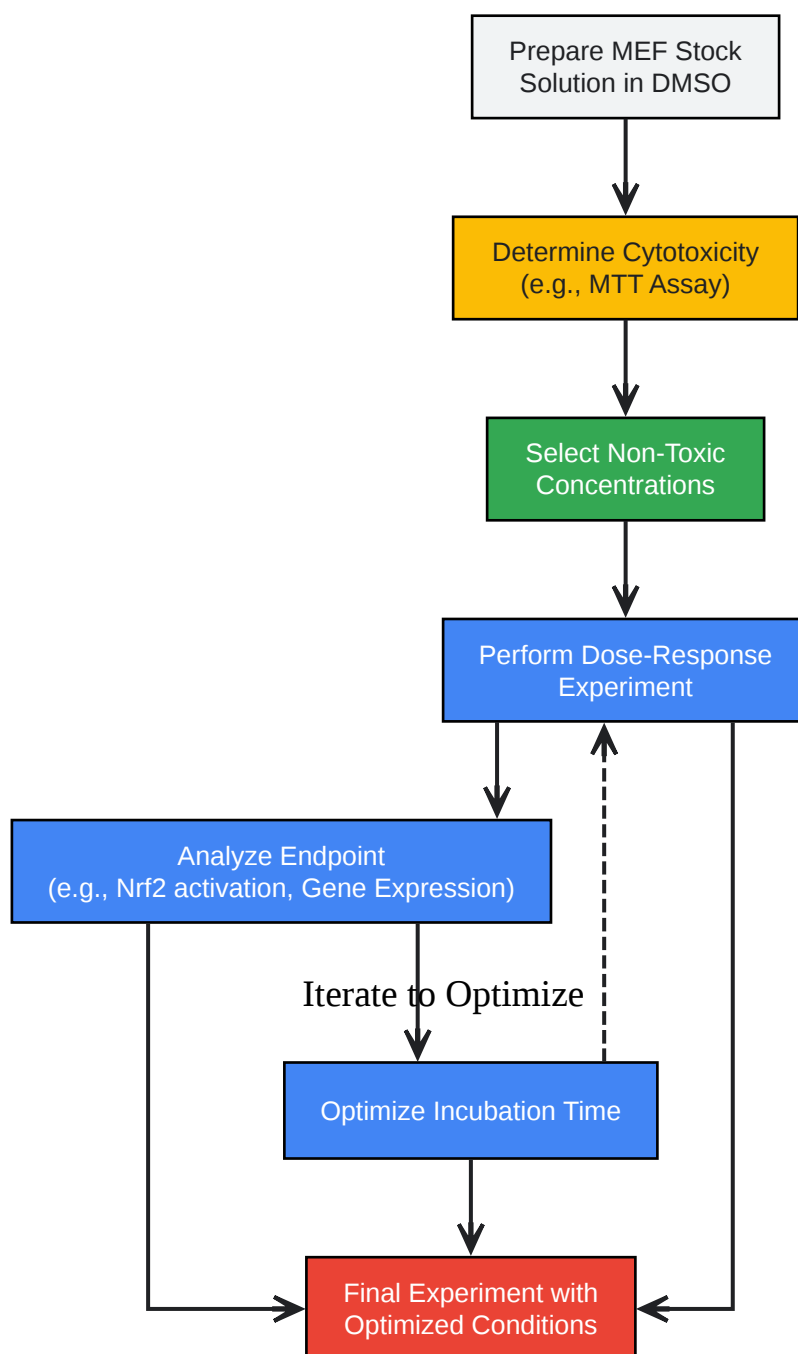 Prepare MEF Stock
Solution in DMSO
Determine Cytotoxicity
(e.g., MTT Assay)
Select Non-Toxic
Concentrations
Perform Dose-Response
Experiment
Analyze Endpoint
(e.g., Nrf2 activation, Gene Expression)
Iterate to Optimize
Optimize Incubation Time
Final Experiment with
Optimized Conditions